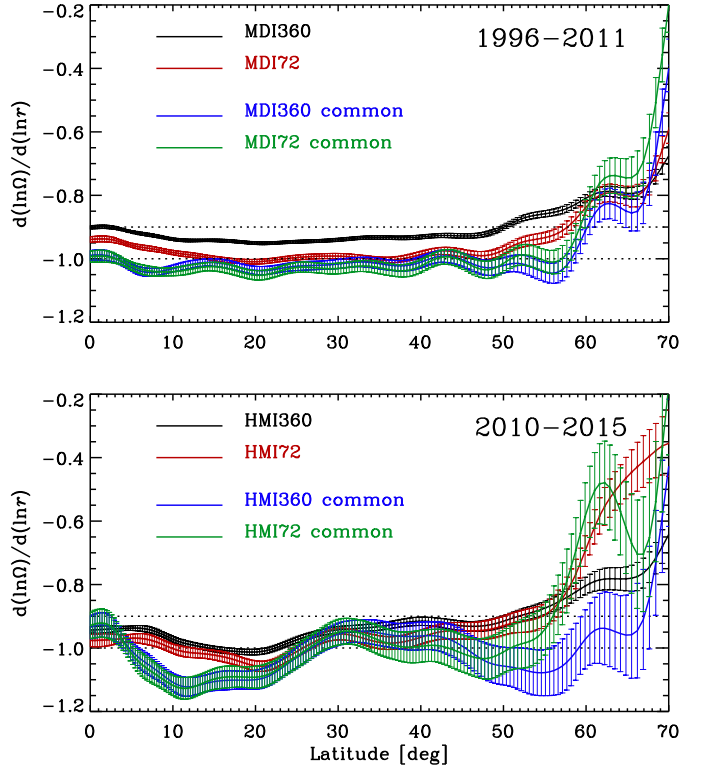 1996−2011
MDI360
MDI72
MDI360 common
MDI72 common
d(lnΩ)/d(lnr)
−0.2
−0.4
−0.6
−0.8
−1.0
−1.2
0 10 20 30 40 50 60 70
2010−2015
HMI360
HMI72
HMI360 common
HMI72 common
d(lnΩ)/d(lnr)
−0.2
−0.4
−0.6
−0.8
−1.0
−1.2
0 10 20 30 40 50 60 70
Latitude [deg]